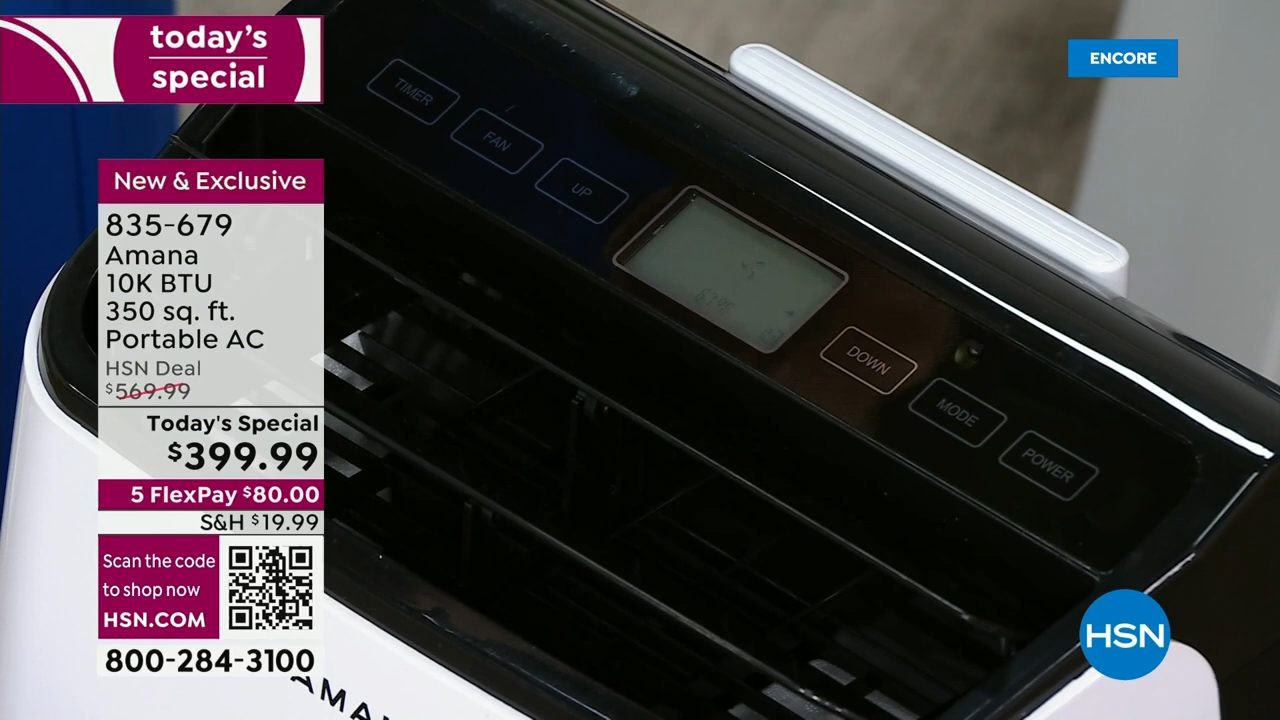 today's
special
ENCORE
TIMER
FAN
UP
New & Exclusive
835-679
Amana
10K BTU
350 sq. ft.
Portable AC
HSN Deal
$569.99
DOWN
MODE
POWER
Today's Special
$399.99
5 FlexPay $80.00
S&H $19.99
Scan the code
to shop now
HSN.COM
HSN
800-284-3100
AMA